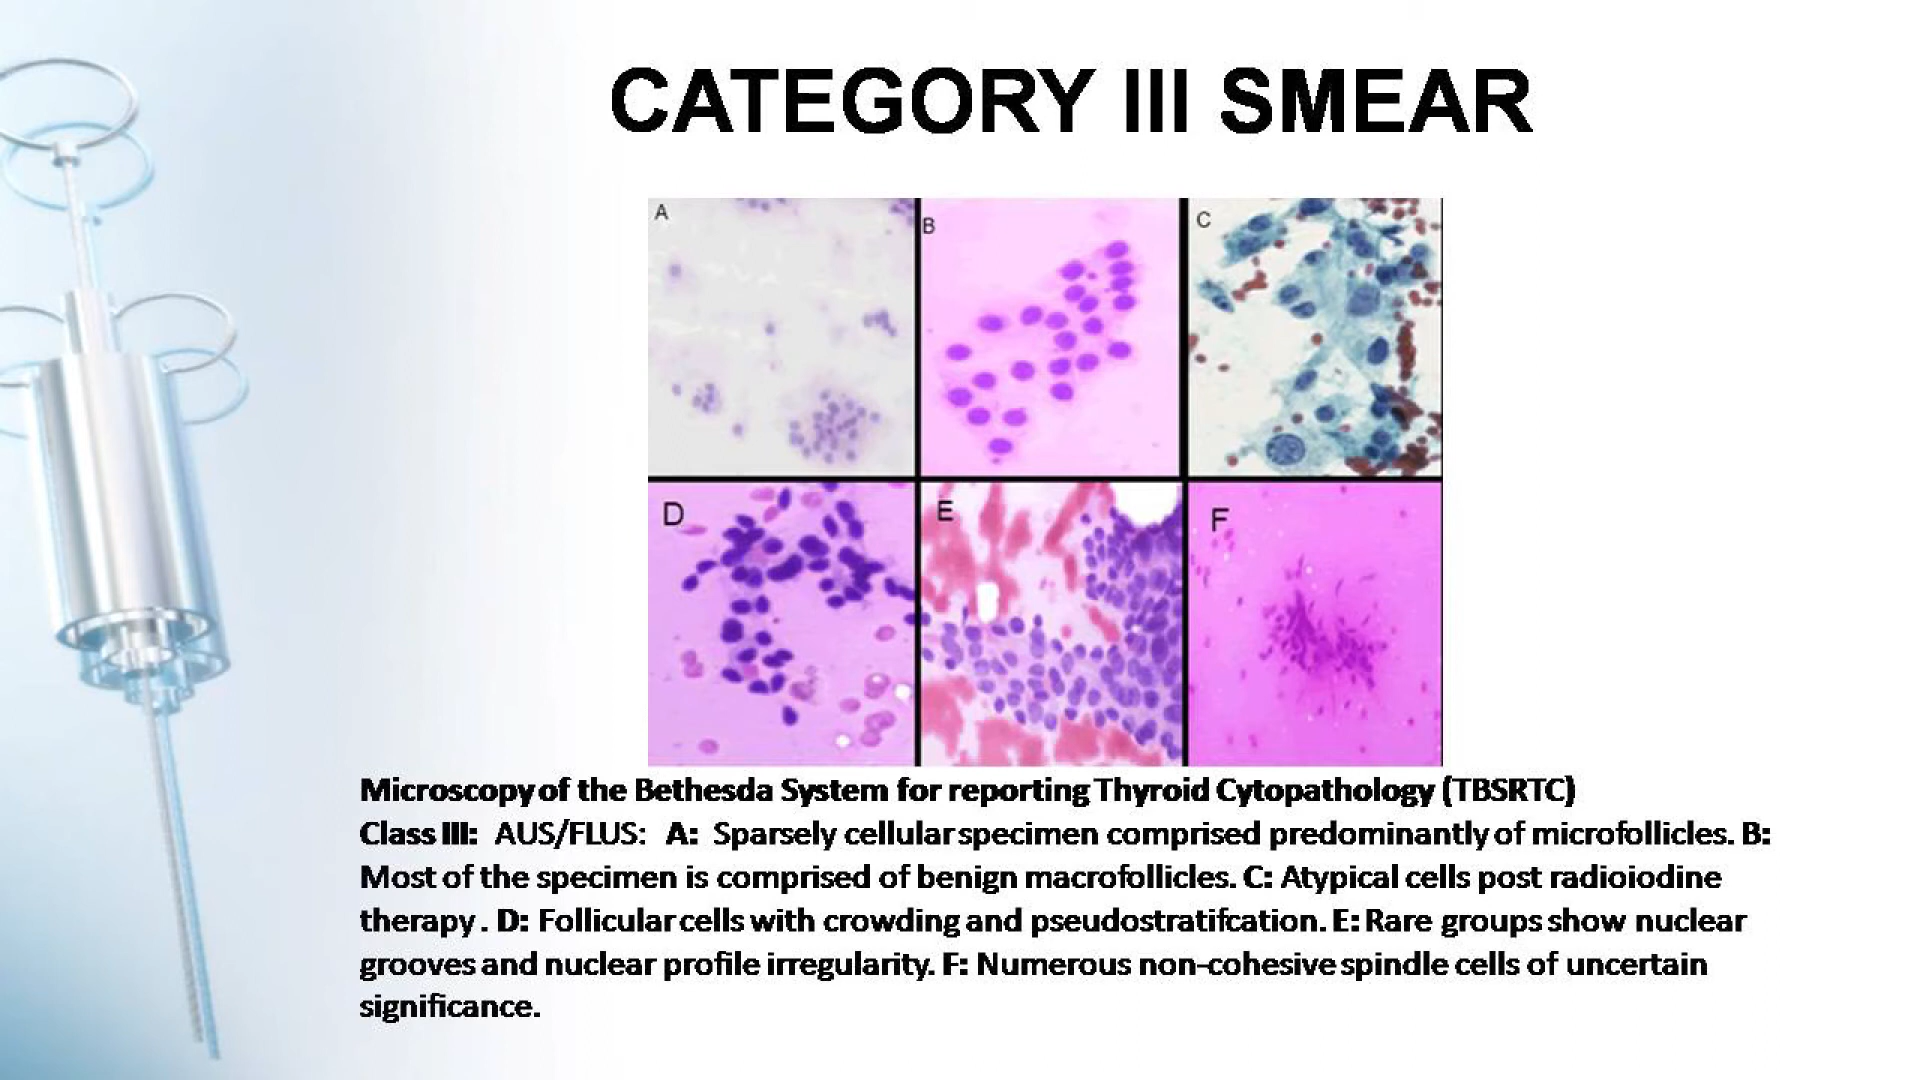 CATEGORY III SMEAR
A
B
C
D
E
F
Microscopy of the Bethesda System for reporting Thyroid Cytopathology (TBSRTC)
Class III: AUS/FLUS: A: Sparsely cellular specimen comprised predominantly of microfollicles. B:
Most of the specimen is comprised of benign macrofollicles. C: Atypical cells post radioiodine
therapy . D: Follicular cells with crowding and pseudostratifcation. E: Rare groups show nuclear
grooves and nuclear profile irregularity. F: Numerous non-cohesive spindle cells of uncertain
significance.